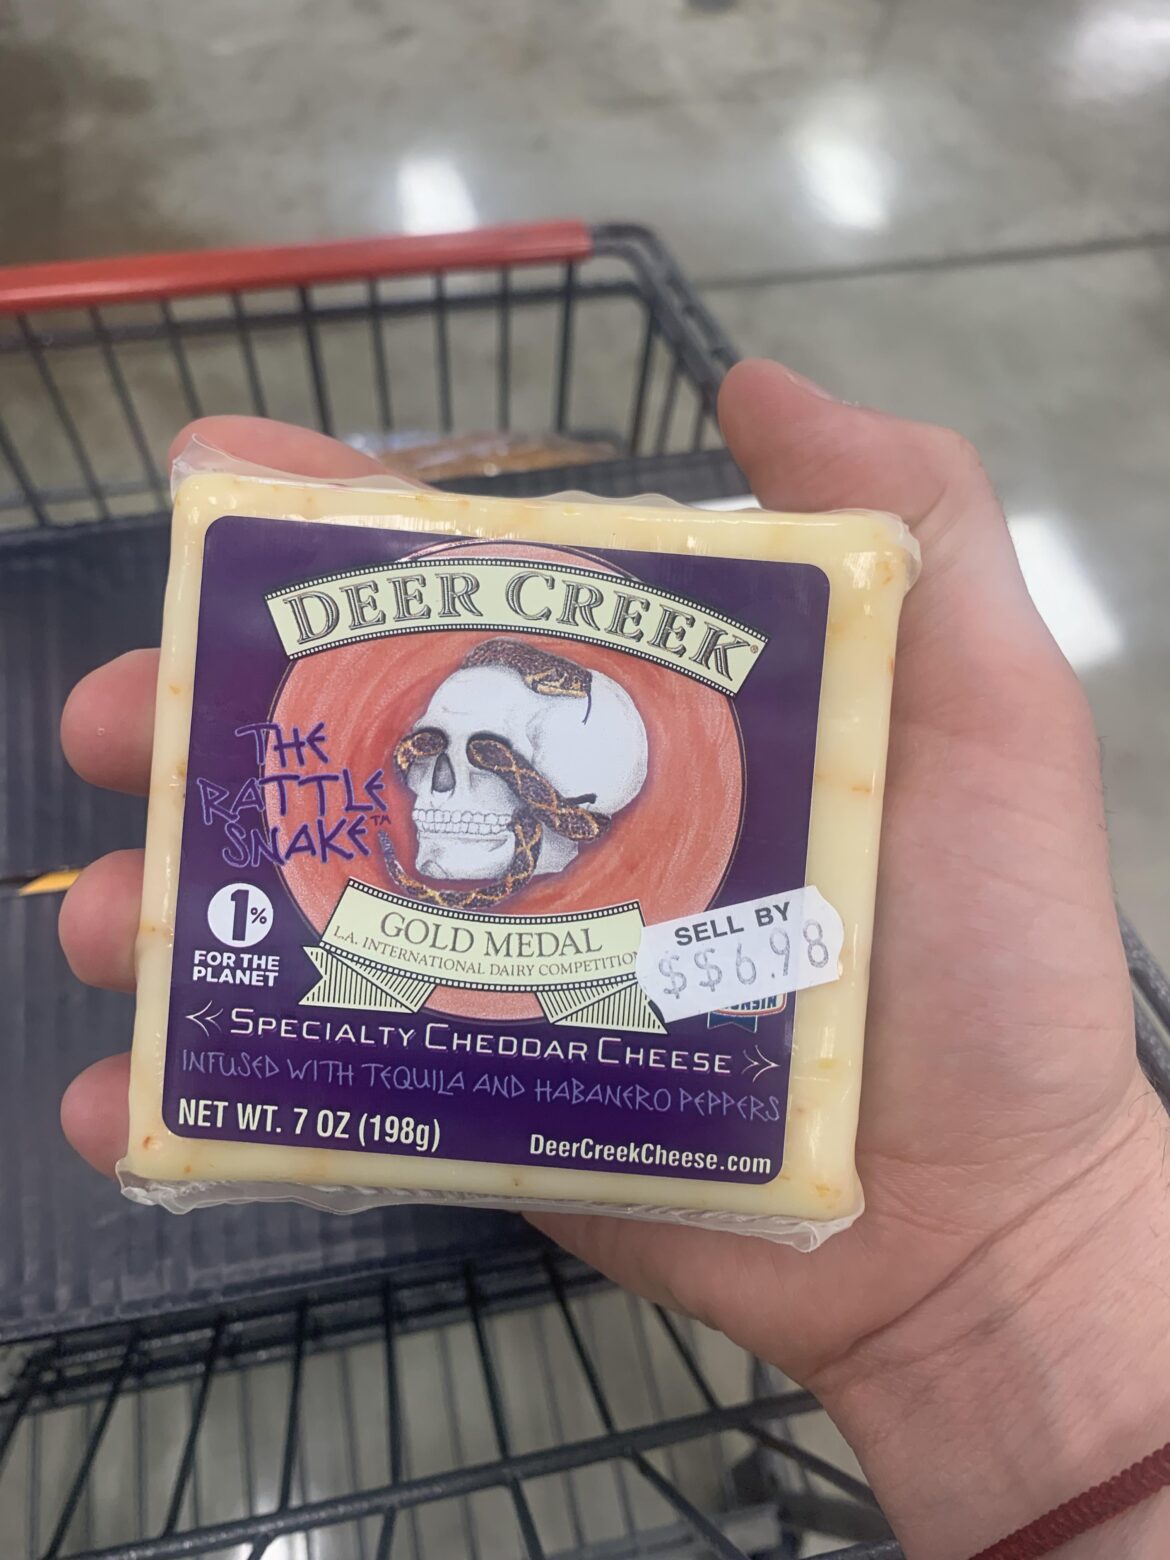 DEER CREEK®
THE
RATTLE
SNAKE™
1%
FOR THE
PLANET
GOLD MEDAL
L.A. INTERNATIONAL DAIRY COMPETITIO
SELL BY
$$6.98
SPECIALTY CHEDDAR CHEESE
INFUSED WITH TEQUILA AND HABANERO PEPPERS
NET WT. 7 OZ (198g)
DeerCreekCheese.com